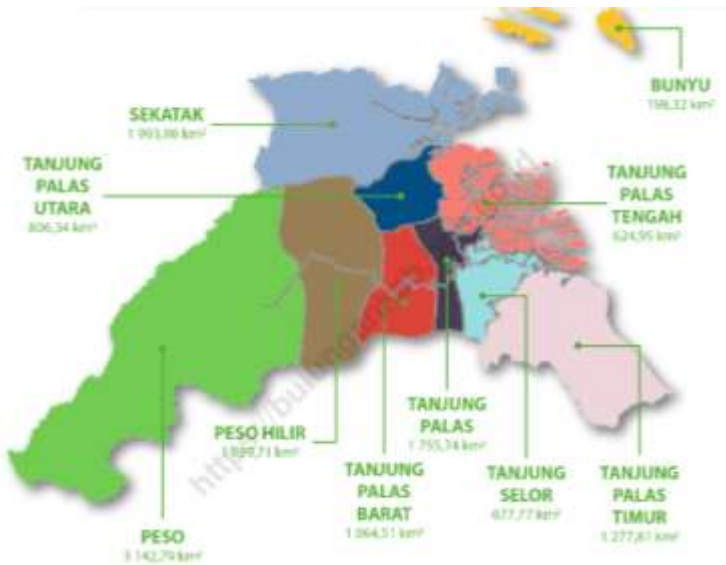 BUNYU
198,32 km²
SEKATAK
1 993,98 km²
TANJUNG
PALAS
UTARA
806,34 km²
TANJUNG
PALAS
TENGAH
624,95 km²
PESO HILIR
TANJUNG
PALAS
1 755,74 km²
TANJUNG
PALAS
BARAT
1 064,51 km²
TANJUNG
SELOR
677,77 km²
TANJUNG
PALAS
TIMUR
PESO
3 142,79 km²